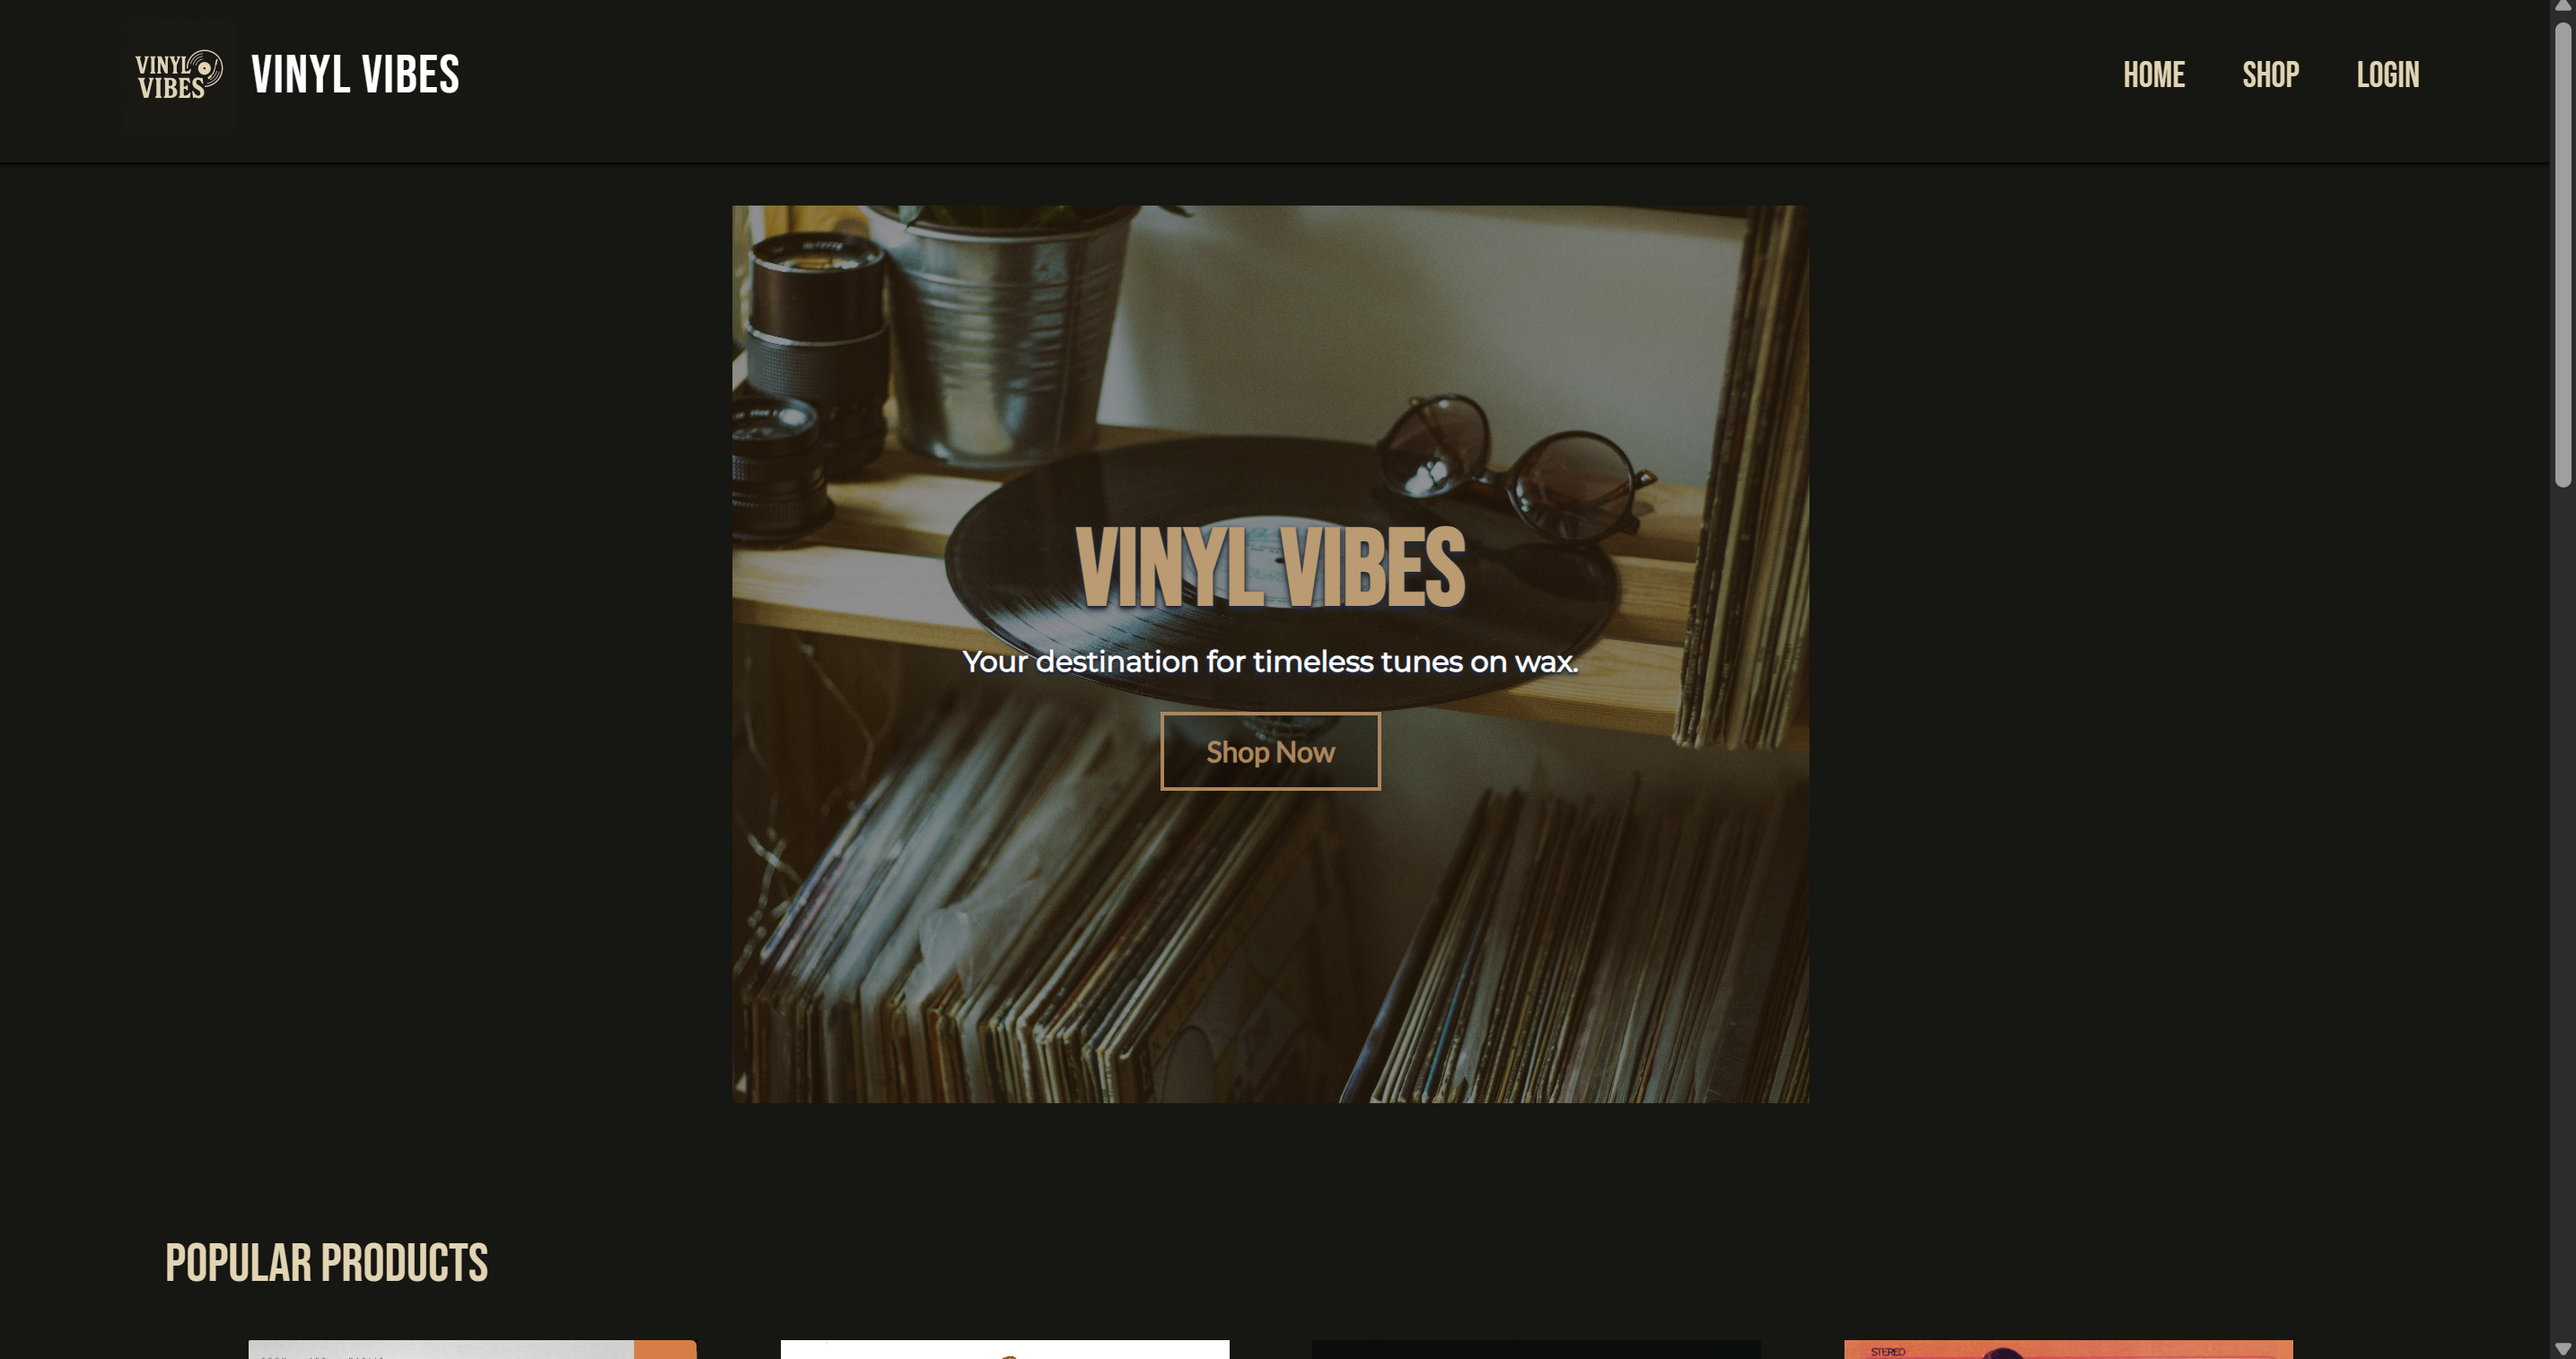 VINYL
VIBES
VINYL VIBES
HOME
SHOP
LOGIN
VINYL VIBES
Your destination for timeless tunes on wax.
Shop Now
POPULAR PRODUCTS
STEREO